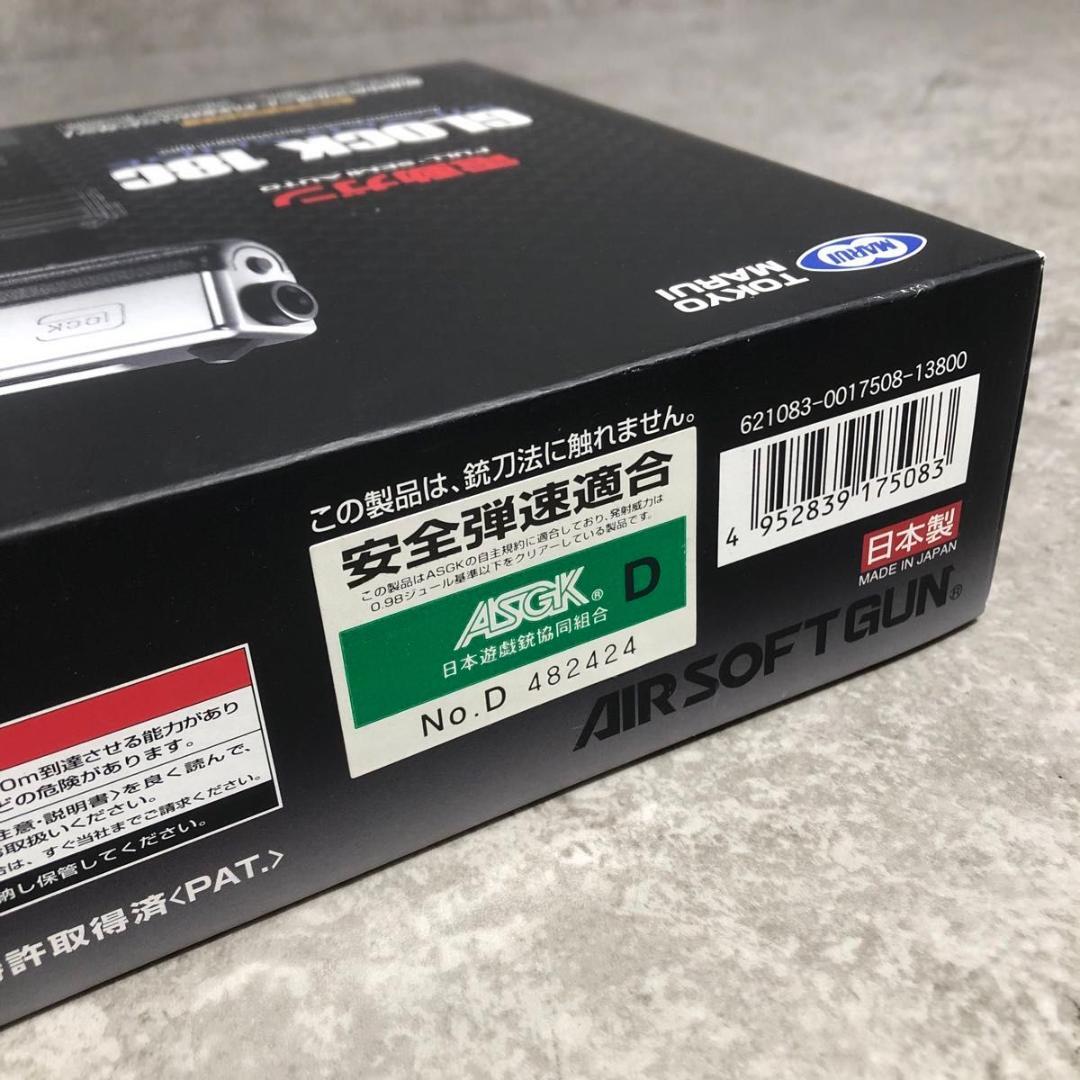 GLOCK 18C
電動ガン
FULL・SEMI AUTO
glock
MARUI
TOKYO
MARUI
この製品は、銃刀法に触れません。
安全弾速適合
この製品はASGKの自主規約に適合しており、発射威力は
0.98ジュール基準以下をクリアーしている製品です。
ASGK® D
日本遊戯銃協同組合
No.D 482424
621083-0017508-13800
4 952839 175083
日本製
MADE IN JAPAN
AIRSOFT GUN®
0m到達させる能力があり
どの危険があります。
注意・説明書〉を良く読んで、
お取扱いください。
合は、すぐ当社までご請求ください。
納し保管してください。
許取得済〈PAT.〉